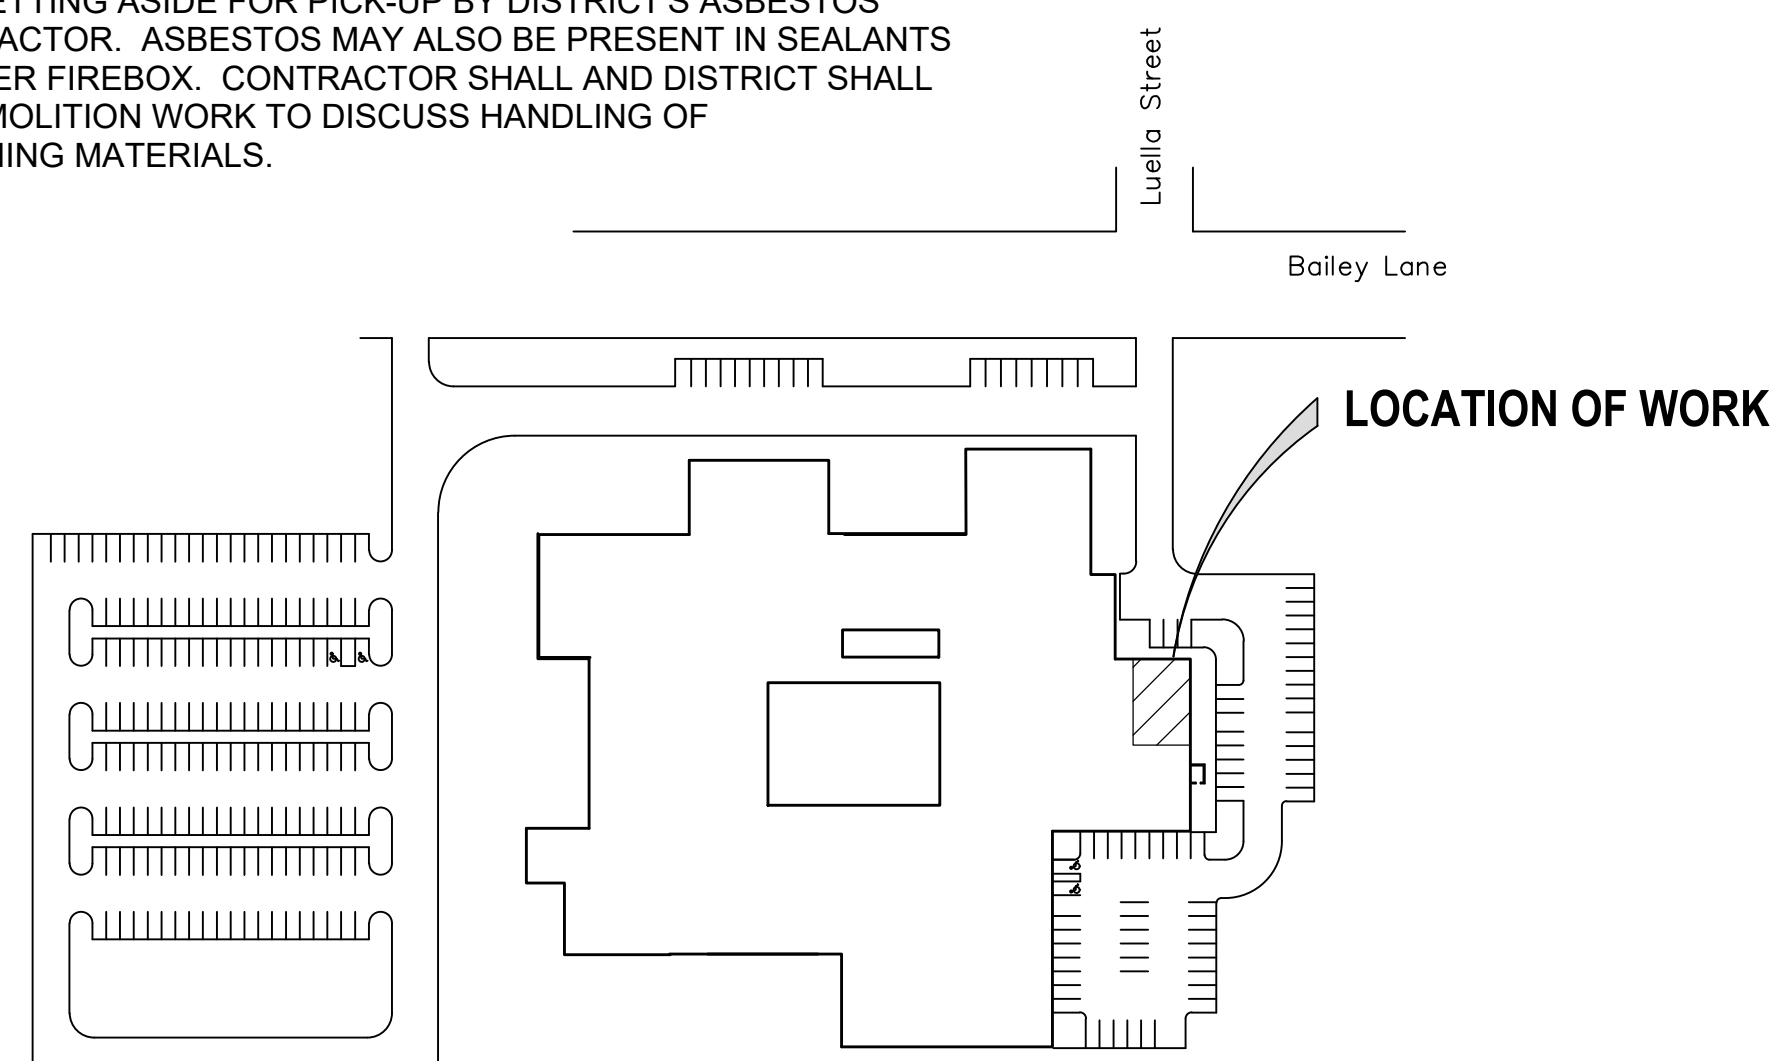 ETTING ASIDE FOR PICK-UP BY DISTRICT'S ASBESTOS
ACTOR. ASBESTOS MAY ALSO BE PRESENT IN SEALANTS
ER FIREBOX. CONTRACTOR SHALL AND DISTRICT SHALL
MOLITION WORK TO DISCUSS HANDLING OF
NING MATERIALS.
Luella Street
Bailey Lane
LOCATION OF WORK